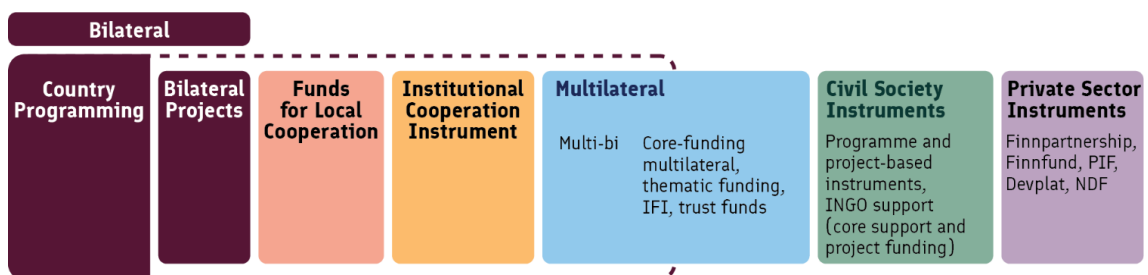 Bilateral
Country
Programming
Bilateral
Projects
Funds
for Local
Cooperation
Institutional
Cooperation
Instrument
Multilateral
Multi-bi
Core-funding
multilateral,
thematic funding,
IFI, trust funds
Civil Society
Instruments
Programme and
project-based
instruments,
INGO support
(core support and
project funding)
Private Sector
Instruments
Finnpartnership,
Finnfund, PIF,
Devplat, NDF